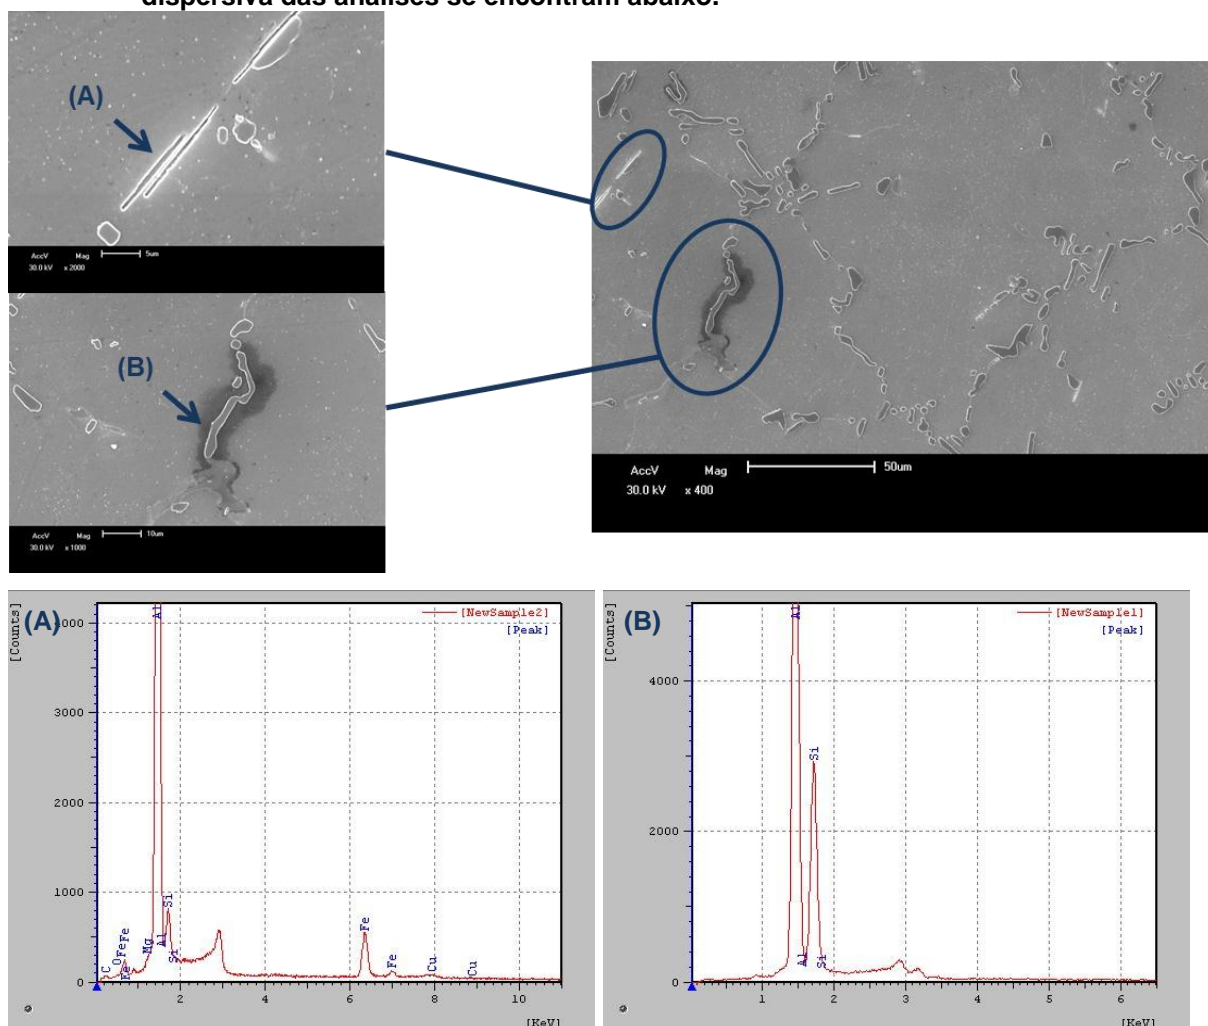 dispersiva das análises se encontram abaixo.
(A)
AccV Mag 5um
30.0 kV x 2000
(B)
AccV Mag 10um
30.0 kV x 1000
AccV Mag 50um
30.0 kV x 400
(A)
[Counts]
[NewSample2]
[Peak]
4000
3000
2000
1000
0
Al
Si
C
O
Fe
Fe
Fe
Mg
Al
Si
Fe
Fe
Cu
Cu
2 4 6 8 10
[KeV]
(B)
[Counts]
[NewSample1]
[Peak]
4000
2000
0
Al
Si
Al
Si
1 2 3 4 5 6
[KeV]